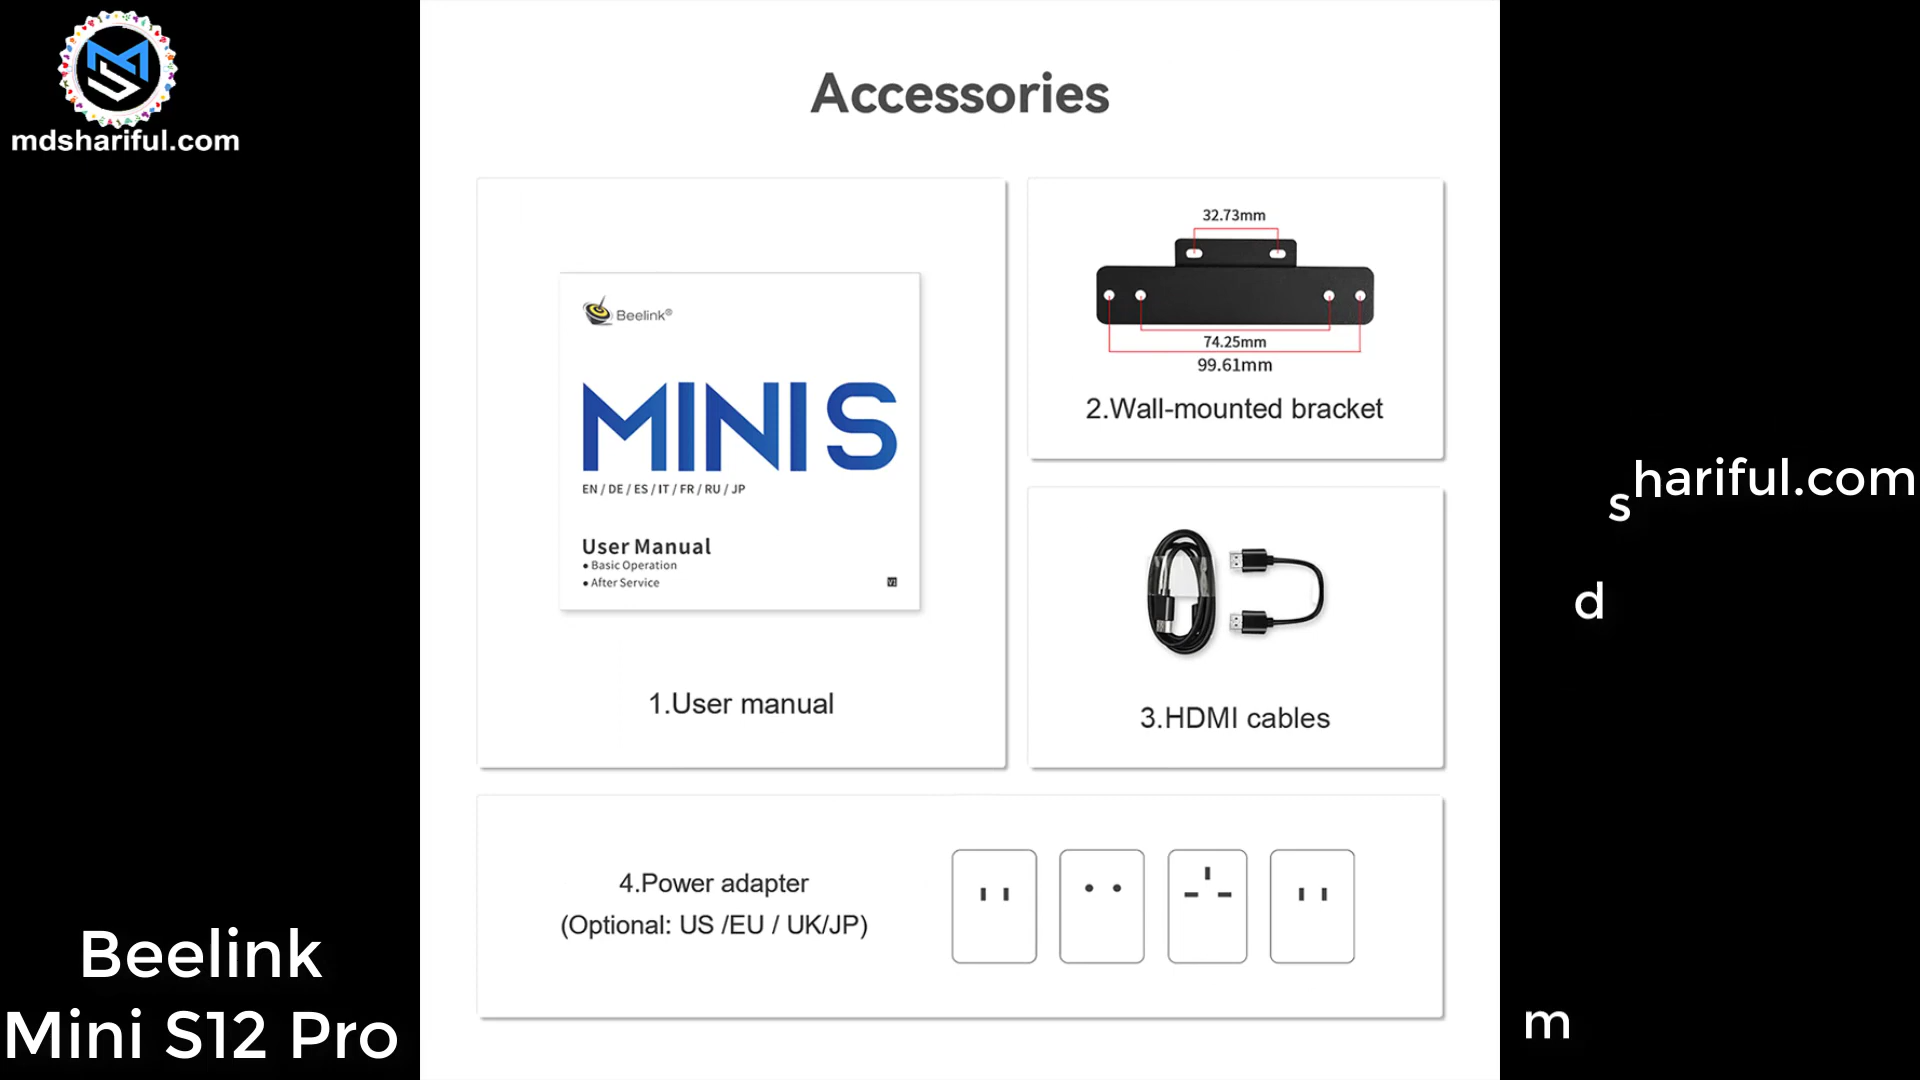 mdshariful.com
Accessories
Beelink®
MINI S
EN / DE / ES / IT / FR / RU / JP
User Manual
● Basic Operation
● After Service
V1
1.User manual
32.73mm
74.25mm
99.61mm
2.Wall-mounted bracket
3.HDMI cables
4.Power adapter
(Optional: US /EU / UK/JP)
Beelink
Mini S12 Pro
hariful.com
s
d
m